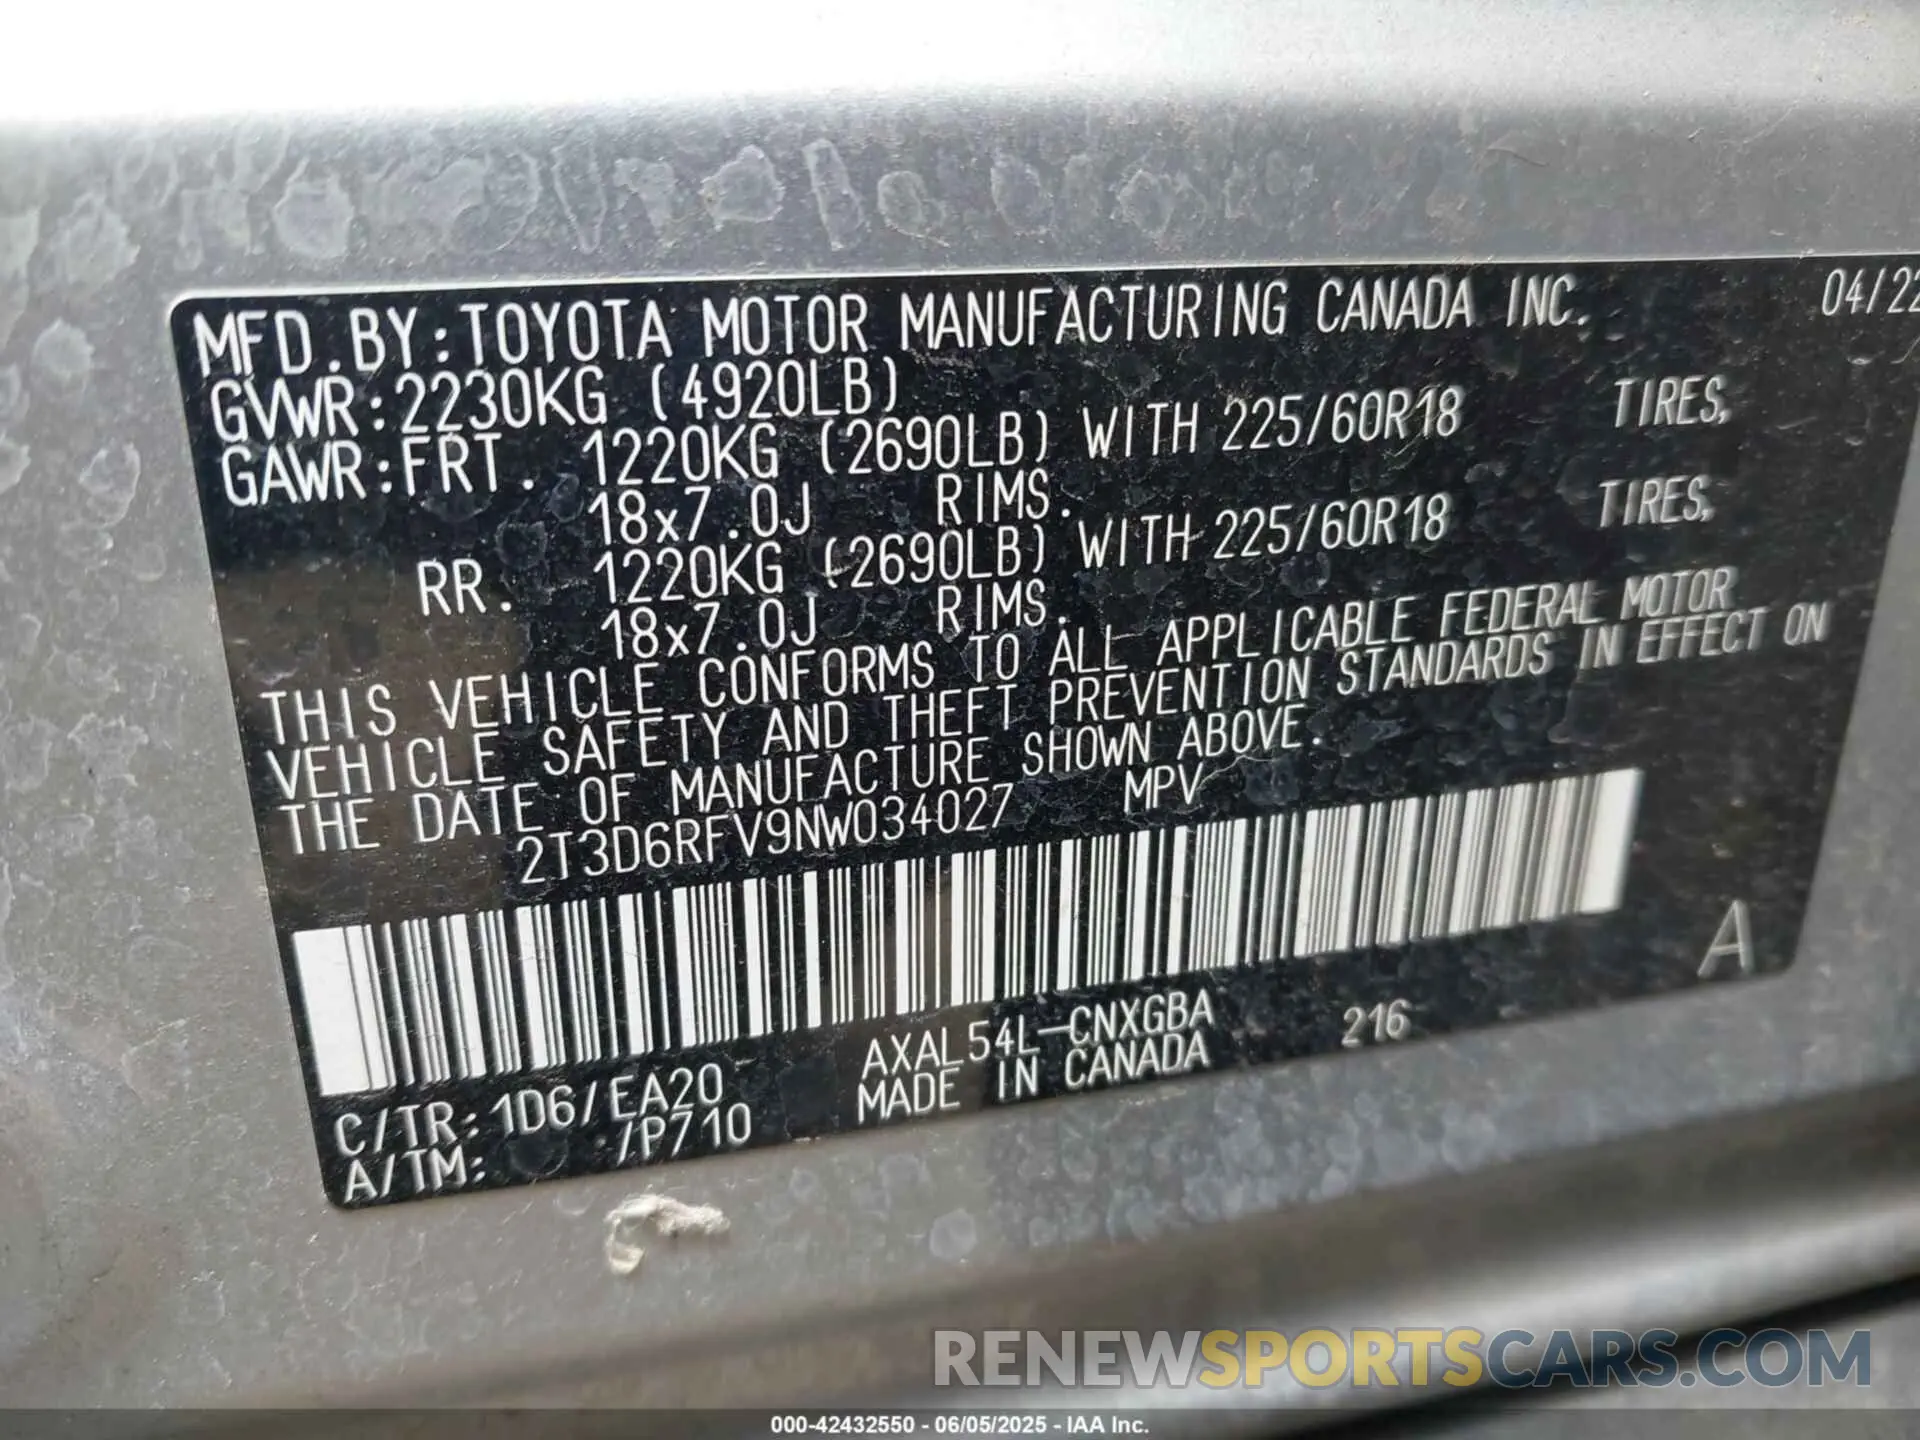 MFD.BY:TOYOTA MOTOR MANUFACTURING CANADA INC. 04/22
GVWR:2230KG (4920LB)
GAWR:FRT. 1220KG (2690LB) WITH 225/60R18 TIRES,
18x7.0J RIMS.
RR. 1220KG (2690LB) WITH 225/60R18 TIRES,
18x7.0J RIMS.
THIS VEHICLE CONFORMS TO ALL APPLICABLE FEDERAL MOTOR
VEHICLE SAFETY AND THEFT PREVENTION STANDARDS IN EFFECT ON
THE DATE OF MANUFACTURE SHOWN ABOVE.
2T3D6RFV9NW034027 MPV
A
C/TR:1D6/EA20 AXAL54L-CNXGBA 216
A/TM: /P710 MADE IN CANADA
RENEWSPORTSCARS.COM
000-42432550 - 06/05/2025 - IAA Inc.